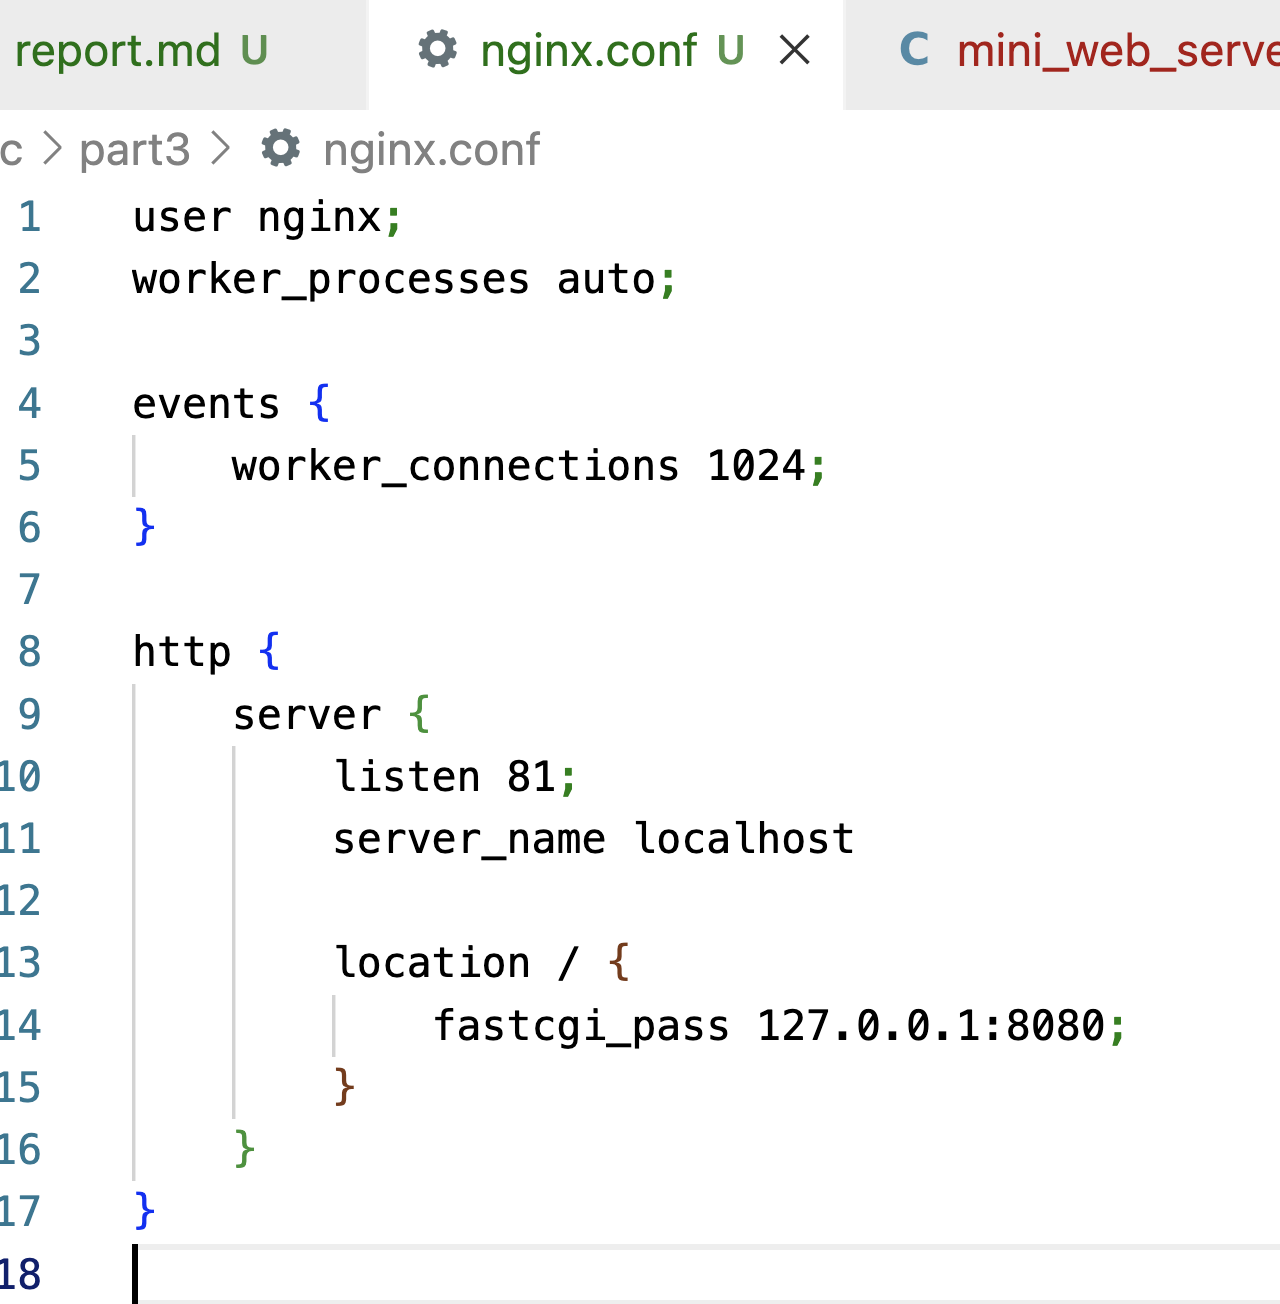 report.md U nginx.conf U C mini_web_serve
c > part3 > nginx.conf
1 user nginx;
2 worker_processes auto;
3
4 events {
5     worker_connections 1024;
6 }
7
8 http {
9     server {
10         listen 81;
11         server_name localhost
12
13         location / {
14             fastcgi_pass 127.0.0.1:8080;
15         }
16     }
17 }
18